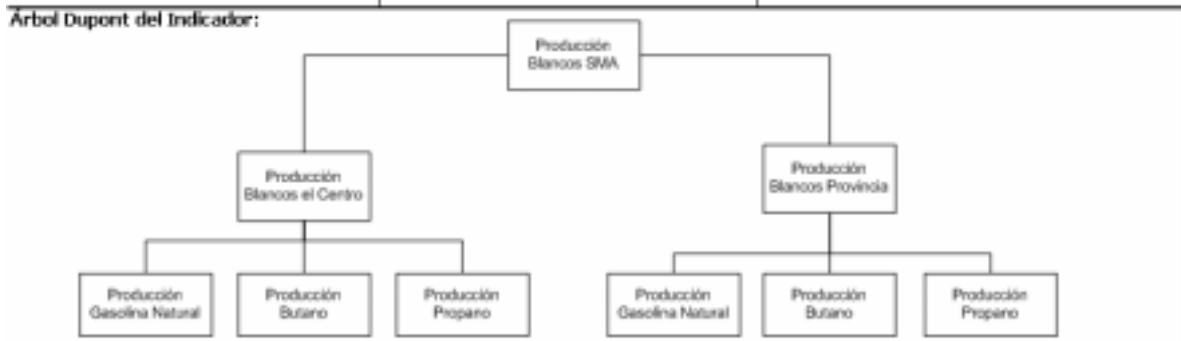 Árbol Dupont del Indicador:
Producción
Blancos SMA
Producción
Blancos el Centro
Producción
Blancos Provincia
Producción
Gasolina Natural
Producción
Butano
Producción
Propano
Producción
Gasolina Natural
Producción
Butano
Producción
Propano